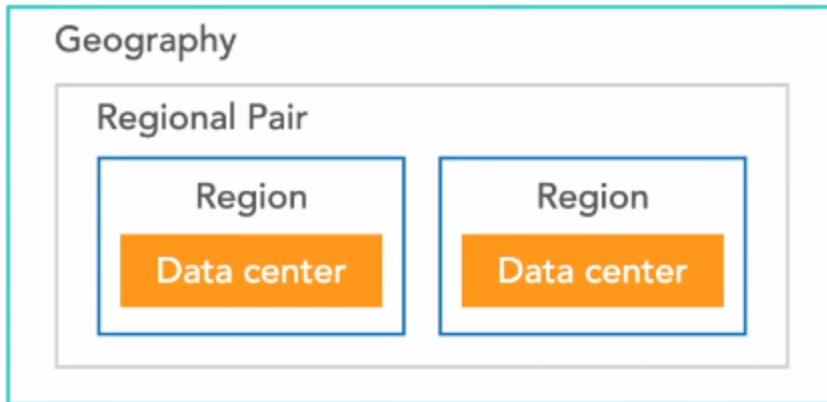 Geography
Regional Pair
Region
Region
Data center
Data center